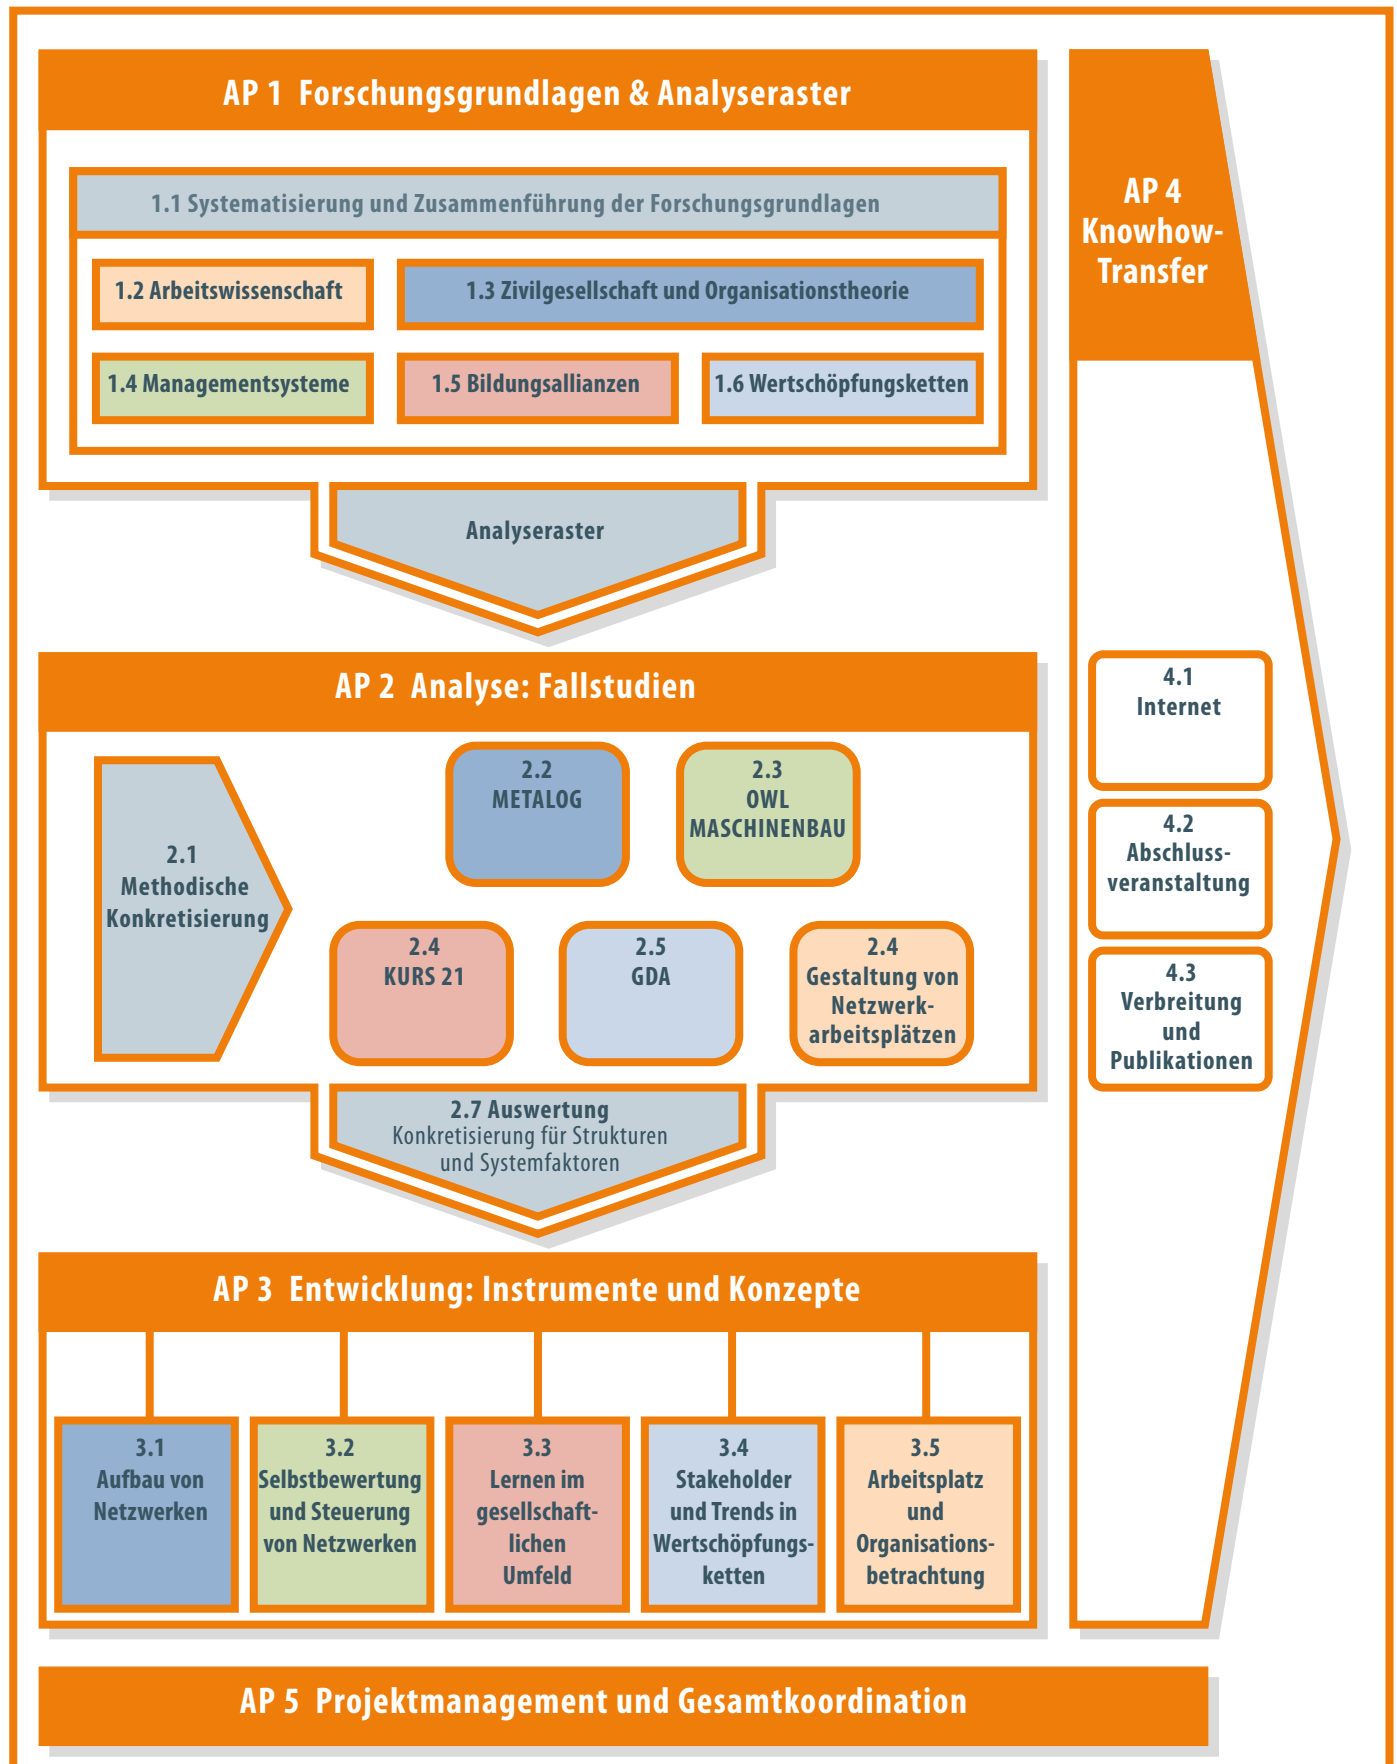 AP 1 Forschungsgrundlagen & Analyseraster
1.1 Systematisierung und Zusammenführung der Forschungsgrundlagen
1.2 Arbeitswissenschaft
1.3 Zivilgesellschaft und Organisationstheorie
1.4 Managementsysteme
1.5 Bildungsallianzen
1.6 Wertschöpfungsketten
Analyseraster
AP 2 Analyse: Fallstudien
2.1
Methodische
Konkretisierung
2.2
METALOG
2.3
OWL
MASCHINENBAU
2.4
KURS 21
2.5
GDA
2.4
Gestaltung von
Netzwerk-
arbeitsplätzen
2.7 Auswertung
Konkretisierung für Strukturen
und Systemfaktoren
AP 3 Entwicklung: Instrumente und Konzepte
3.1
Aufbau von
Netzwerken
3.2
Selbstbewertung
und Steuerung
von Netzwerken
3.3
Lernen im
gesellschaft-
lichen
Umfeld
3.4
Stakeholder
und Trends in
Wertschöpfungs-
ketten
3.5
Arbeitsplatz
und
Organisations-
betrachtung
AP 4
Knowhow-
Transfer
4.1
Internet
4.2
Abschluss-
veranstaltung
4.3
Verbreitung
und
Publikationen
AP 5 Projektmanagement und Gesamtkoordination